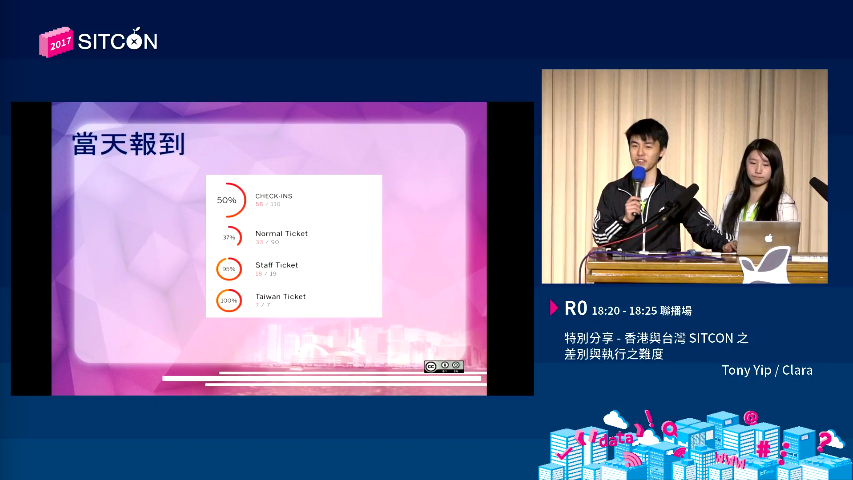 2017 SITCON
當天報到
50%
CHECK-INS
58 / 116
37%
Normal Ticket
33 / 90
95%
Staff Ticket
18 / 19
100%
Taiwan Ticket
7 / 7
cc
R0 18:20 - 18:25 聯播場
特別分享 - 香港與台灣 SITCON 之
差別與執行之難度
Tony Yip / Clara
data
@
#
www
?
!